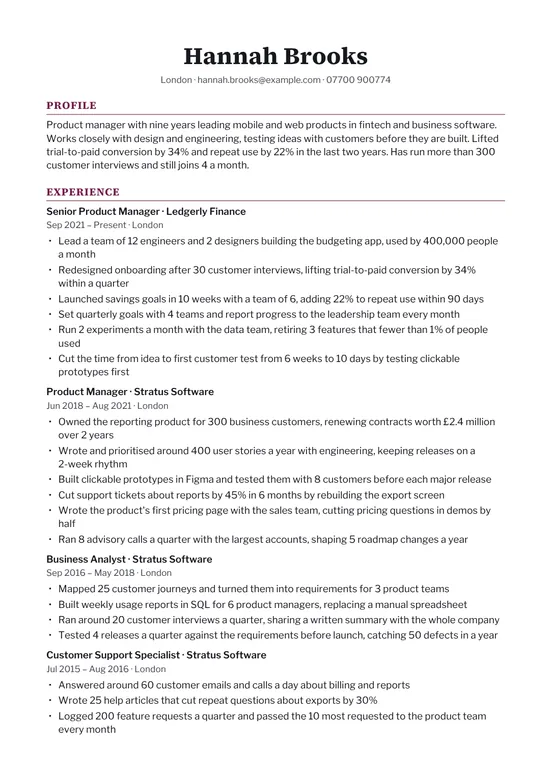 Hannah Brooks
London · hannah.brooks@example.com · 07700 900774
PROFILE
Product manager with nine years leading mobile and web products in fintech and business software.
Works closely with design and engineering, testing ideas with customers before they are built. Lifted
trial-to-paid conversion by 34% and repeat use by 22% in the last two years. Has run more than 300
customer interviews and still joins 4 a month.
EXPERIENCE
Senior Product Manager · Ledgerly Finance
Sep 2021 – Present · London
• Lead a team of 12 engineers and 2 designers building the budgeting app, used by 400,000 people
a month
• Redesigned onboarding after 30 customer interviews, lifting trial-to-paid conversion by 34%
within a quarter
• Launched savings goals in 10 weeks with a team of 6, adding 22% to repeat use within 90 days
• Set quarterly goals with 4 teams and report progress to the leadership team every month
• Run 2 experiments a month with the data team, retiring 3 features that fewer than 1% of people
used
• Cut the time from idea to first customer test from 6 weeks to 10 days by testing clickable
prototypes first
Product Manager · Stratus Software
Jun 2018 – Aug 2021 · London
• Owned the reporting product for 300 business customers, renewing contracts worth £2.4 million
over 2 years
• Wrote and prioritised around 400 user stories a year with engineering, keeping releases on a
2-week rhythm
• Built clickable prototypes in Figma and tested them with 8 customers before each major release
• Cut support tickets about reports by 45% in 6 months by rebuilding the export screen
• Wrote the product's first pricing page with the sales team, cutting pricing questions in demos by
half
• Ran 8 advisory calls a quarter with the largest accounts, shaping 5 roadmap changes a year
Business Analyst · Stratus Software
Sep 2016 – May 2018 · London
• Mapped 25 customer journeys and turned them into requirements for 3 product teams
• Built weekly usage reports in SQL for 6 product managers, replacing a manual spreadsheet
• Ran around 20 customer interviews a quarter, sharing a written summary with the whole company
• Tested 4 releases a quarter against the requirements before launch, catching 50 defects in a year
Customer Support Specialist · Stratus Software
Jul 2015 – Aug 2016 · London
• Answered around 60 customer emails and calls a day about billing and reports
• Wrote 25 help articles that cut repeat questions about exports by 30%
• Logged 200 feature requests a quarter and passed the 10 most requested to the product team
every month